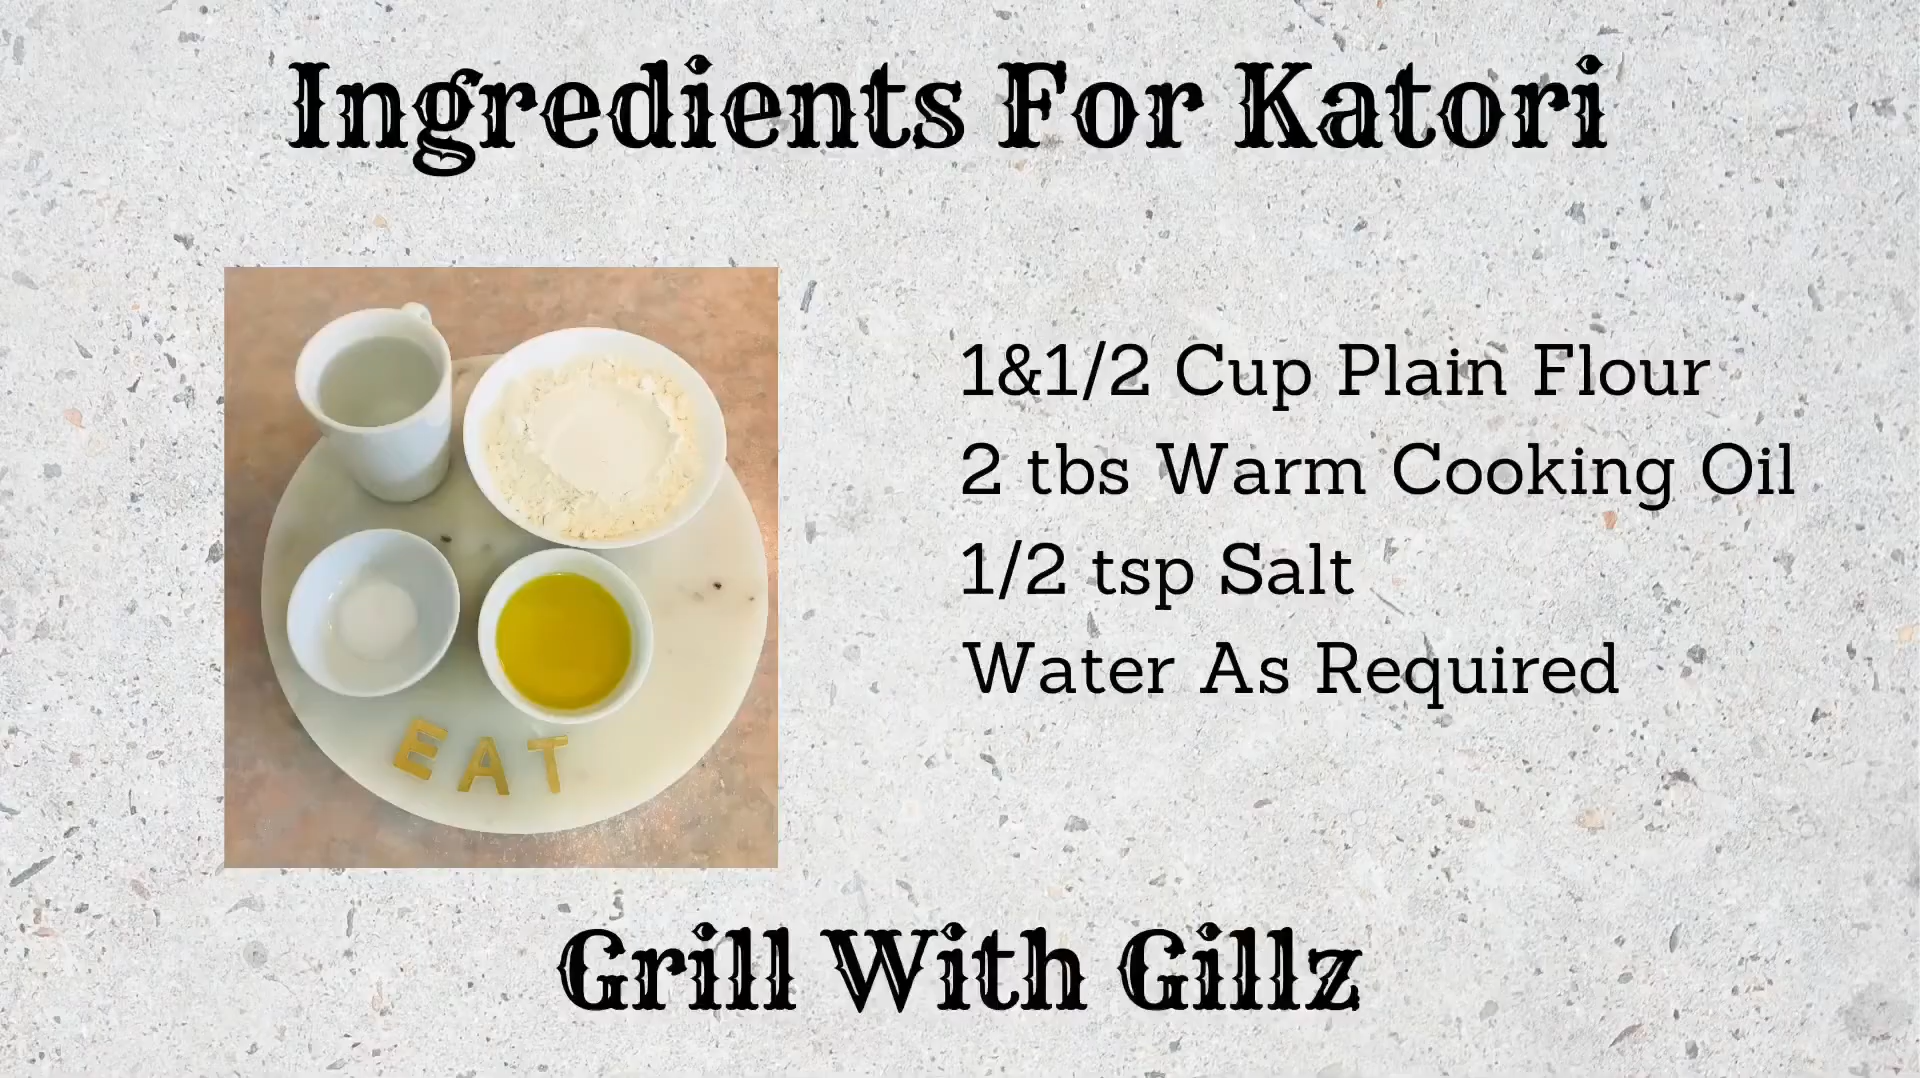 Ingredients For Katori
1&1/2 Cup Plain Flour
2 tbs Warm Cooking Oil
1/2 tsp Salt
Water As Required
EAT
Grill With Gillz